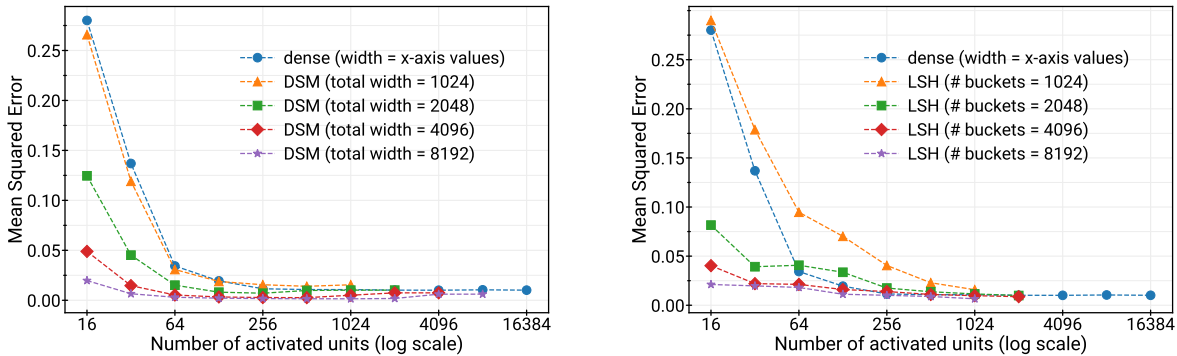 Mean Squared Error
0.25
0.20
0.15
0.10
0.05
0.00
dense (width = x-axis values)
DSM (total width = 1024)
DSM (total width = 2048)
DSM (total width = 4096)
DSM (total width = 8192)
16 64 256 1024 4096 16384
Number of activated units (log scale)
Mean Squared Error
0.25
0.20
0.15
0.10
0.05
0.00
dense (width = x-axis values)
LSH (# buckets = 1024)
LSH (# buckets = 2048)
LSH (# buckets = 4096)
LSH (# buckets = 8192)
16 64 256 1024 4096 16384
Number of activated units (log scale)